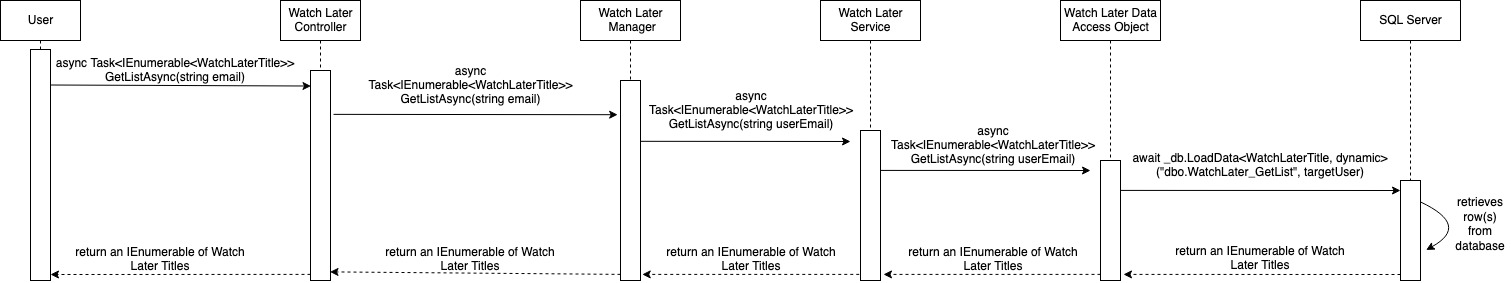 User
Watch Later
Controller
Watch Later
Manager
Watch Later
Service
Watch Later Data
Access Object
SQL Server
async Task<IEnumerable<WatchLaterTitle>>
GetListAsync(string email)
async
Task<IEnumerable<WatchLaterTitle>>
GetListAsync(string email)
async
Task<IEnumerable<WatchLaterTitle>>
GetListAsync(string userEmail)
async
Task<IEnumerable<WatchLaterTitle>>
GetListAsync(string userEmail)
await _db.LoadData<WatchLaterTitle, dynamic>
("dbo.WatchLater_GetList", targetUser)
retrieves
row(s)
from
database
return an IEnumerable of Watch
Later Titles
return an IEnumerable of Watch
Later Titles
return an IEnumerable of Watch
Later Titles
return an IEnumerable of Watch
Later Titles
return an IEnumerable of Watch
Later Titles